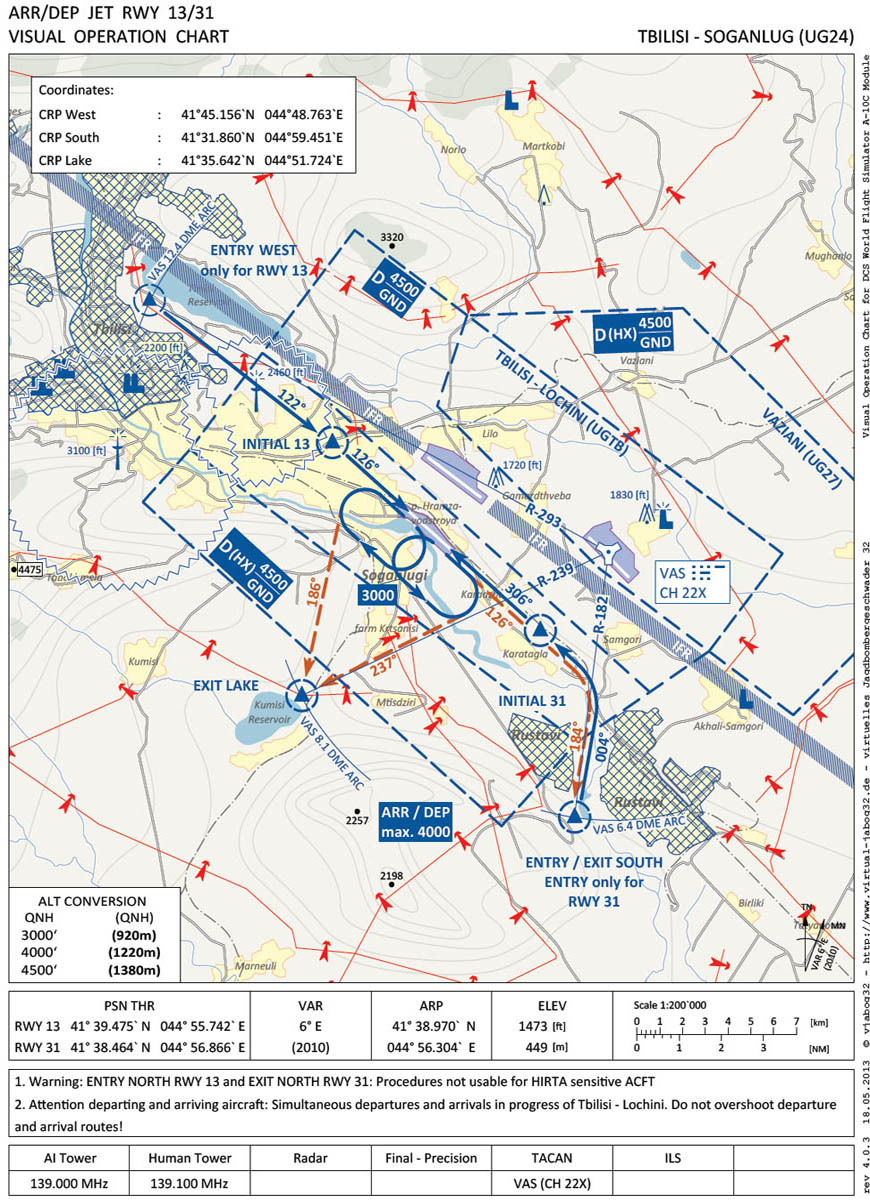 ARR/DEP JET RWY 13/31
VISUAL OPERATION CHART
TBILISI - SOGANLUG (UG24)
Coordinates:
CRP West : 41°45.156`N 044°48.763`E
CRP South : 41°31.860`N 044°59.451`E
CRP Lake : 41°35.642`N 044°51.724`E
Norio
Martkobi
IFR
VAS 12.4 DME ARC
ENTRY WEST
only for RWY 13
3320
Mughanlo
D 4500
GND
Reservoir
Tbilisi
2200 [ft]
D (HX) 4500
GND
Vaziani
TBILISI - LOCHINI (UGTB)
VAZIANI (UG27)
2460 [ft]
122°
IFR
3100 [ft]
INITIAL 13
126°
Lilo
1720 [ft]
Gamardthveba
1830 [ft]
R-293
IFR
D (HX) 4500
GND
4475
Soganlugi
3000
186°
306°
R-239
VAS
CH 22X
R-182
126°
farm Krtsanisi
237°
Karatagla
Samgori
IFR
Kumisi
EXIT LAKE
Kumisi
Reservoir
VAS 8.1 DME ARC
Mtisdziri
INITIAL 31
Rustavi
184°
004°
Akhali-Samgori
Rustavi
2257
ARR / DEP
max. 4000
VAS 6.4 DME ARC
ENTRY / EXIT SOUTH
ENTRY only for
RWY 31
2198
Birliki
Marneuli
TN
MN
VAR 6° E
(2010)
ALT CONVERSION
QNH (QNH)
3000‘ (920m)
4000‘ (1220m)
4500‘ (1380m)
PSN THR VAR ARP ELEV Scale 1:200`000
RWY 13 41° 39.475` N 044° 55.742` E 6° E 41° 38.970` N 1473 [ft] 0 1 2 3 4 5 6 7 [km]
RWY 31 41° 38.464` N 044° 56.866` E (2010) 044° 56.304` E 449 [m] 0 1 2 3 [NM]
1. Warning: ENTRY NORTH RWY 13 and EXIT NORTH RWY 31: Procedures not usable for HIRTA sensitive ACFT
2. Attention departing and arriving aircraft: Simultaneous departures and arrivals in progress of Tbilisi - Lochini. Do not overshoot departure
and arrival routes!
AI Tower Human Tower Radar Final - Precision TACAN ILS
139.000 MHz 139.100 MHz VAS (CH 22X)
rev 4.0.3 18.05.2013 © vjabog32 - http://www.virtual-jabog32.de - virtuelles Jagdbombergeschwader 32
Visual Operation Chart for DCS World Flight Simulator A-10C Module